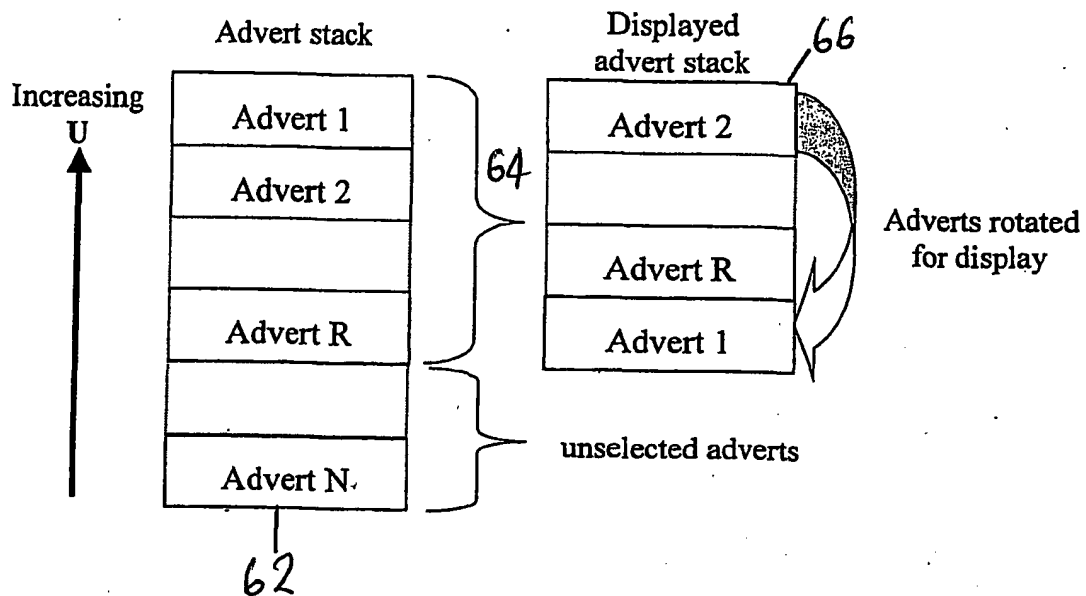 Advert stack
Increasing
U
Advert 1
Advert 2
Advert R
Advert N
62
64
unselected adverts
Displayed
advert stack
66
Advert 2
Advert R
Advert 1
Adverts rotated
for display